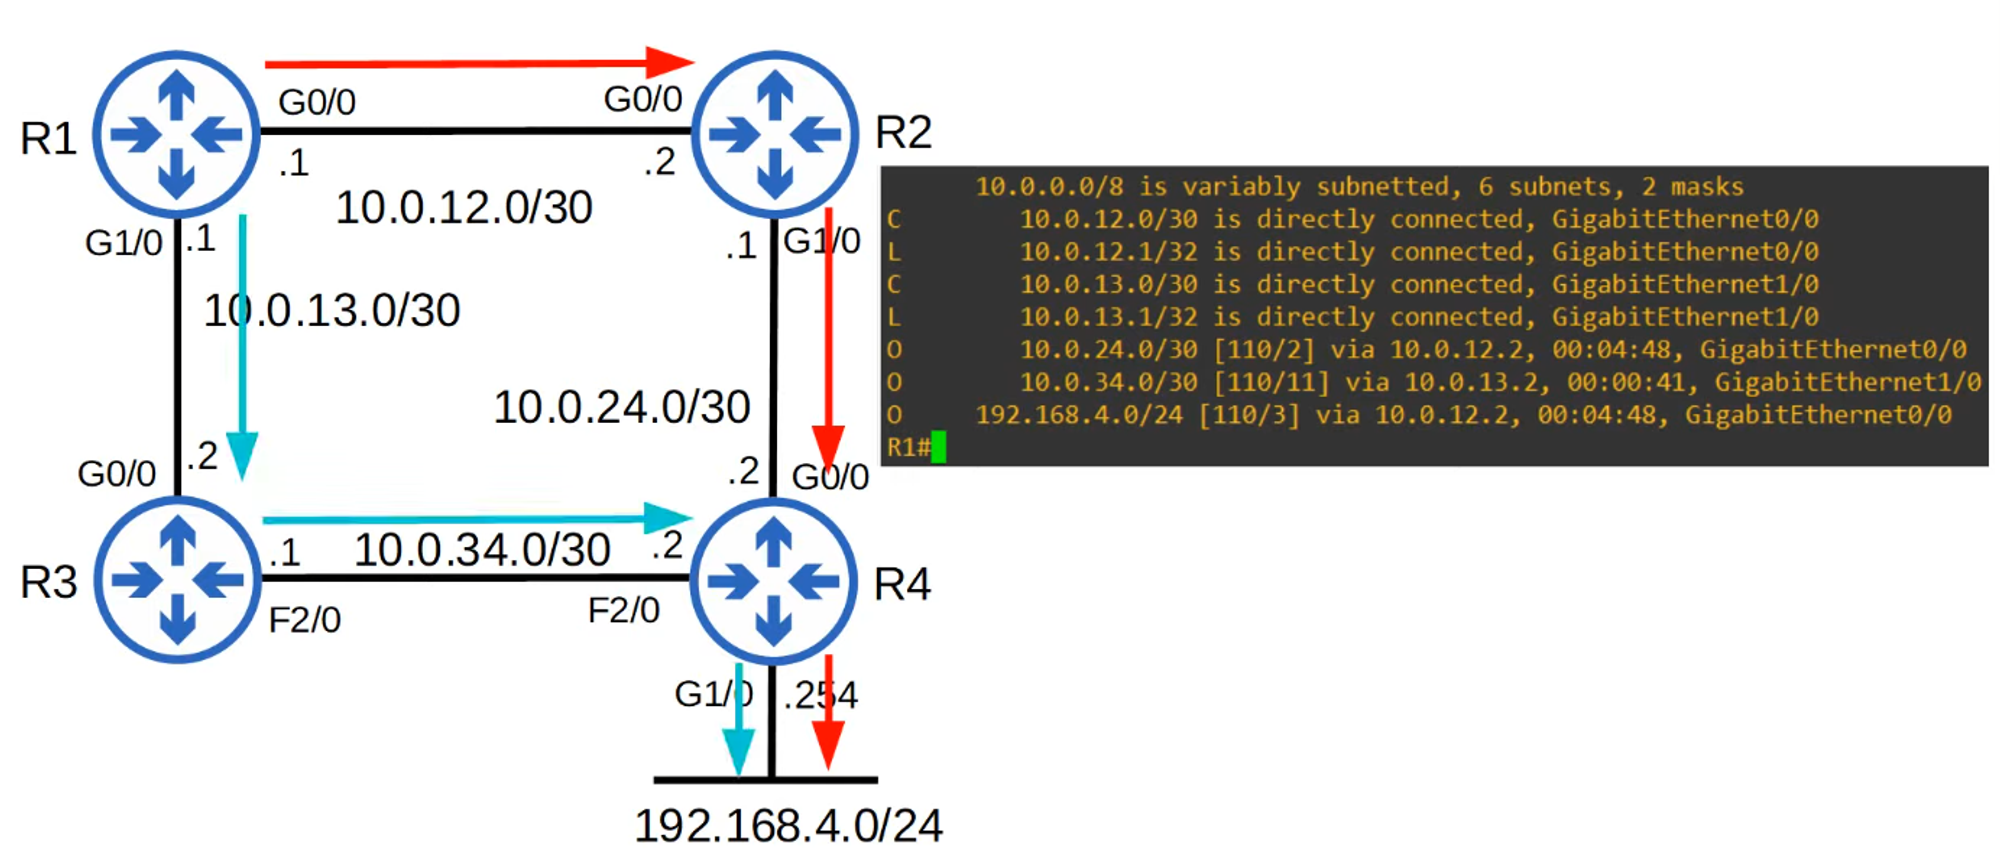 G0/0
G0/0
R1
R2
.1
.2
10.0.12.0/30
G1/0
.1
.1
G1/0
10.0.13.0/30
10.0.24.0/30
G0/0
.2
.2
G0/0
.1
10.0.34.0/30
.2
R3
R4
F2/0
F2/0
G1/0
.254
192.168.4.0/24
10.0.0.0/8 is variably subnetted, 6 subnets, 2 masks
C 10.0.12.0/30 is directly connected, GigabitEthernet0/0
L 10.0.12.1/32 is directly connected, GigabitEthernet0/0
C 10.0.13.0/30 is directly connected, GigabitEthernet1/0
L 10.0.13.1/32 is directly connected, GigabitEthernet1/0
O 10.0.24.0/30 [110/2] via 10.0.12.2, 00:04:48, GigabitEthernet0/0
O 10.0.34.0/30 [110/11] via 10.0.13.2, 00:00:41, GigabitEthernet1/0
O 192.168.4.0/24 [110/3] via 10.0.12.2, 00:04:48, GigabitEthernet0/0
R1#